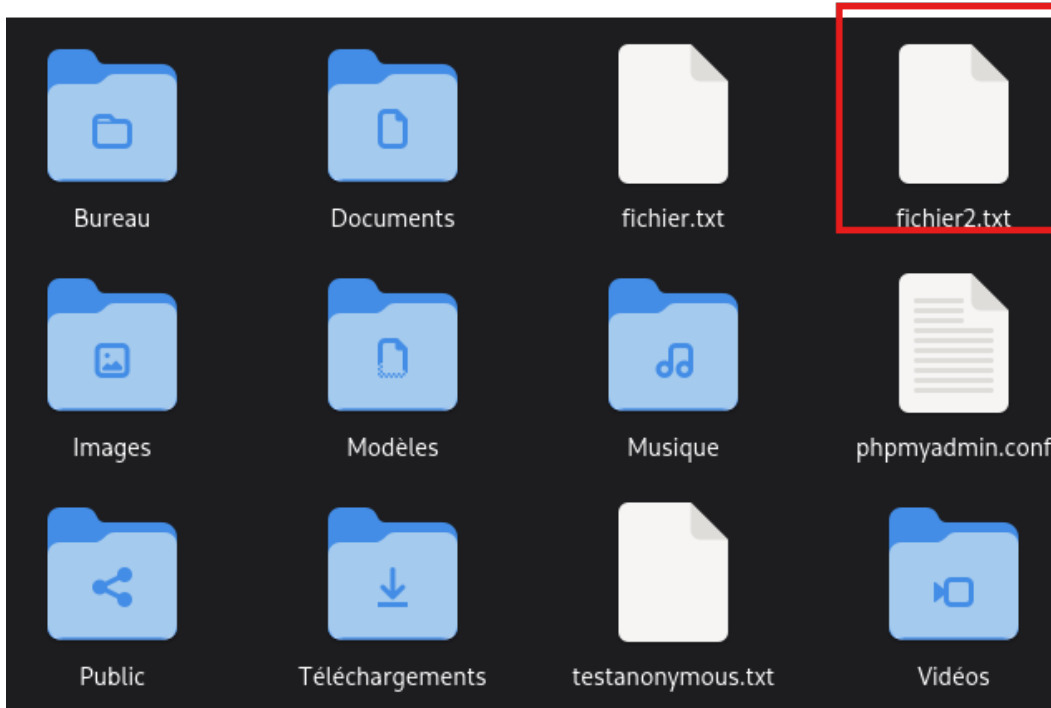 Bureau
Documents
fichier.txt
fichier2.txt
Images
Modèles
Musique
phpmyadmin.conf
Public
Téléchargements
testanonymous.txt
Vidéos